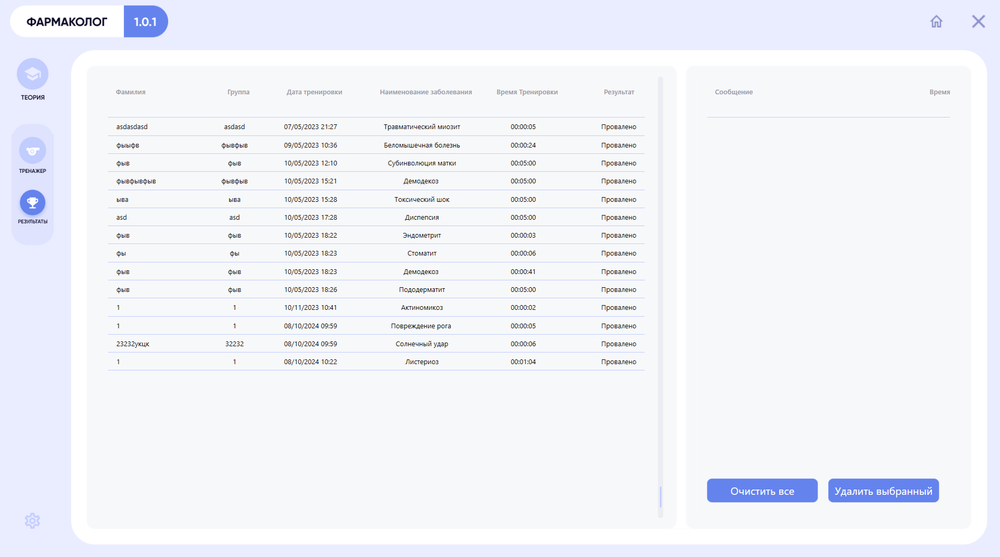 ФАРМАКОЛОГ 1.0.1
ТЕОРИЯ
ТРЕНАЖЕР
РЕЗУЛЬТАТЫ
Фамилия Группа Дата тренировки Наименование заболевания Время Тренировки Результат
asdasdasd asdasd 07/05/2023 21:27 Травматический миозит 00:00:05 Провалено
фыыфв фывфыв 09/05/2023 10:36 Беломышечная болезнь 00:00:24 Провалено
фыв фыв 10/05/2023 12:10 Субинволюция матки 00:05:00 Провалено
фывфывфыв фывфыв 10/05/2023 15:21 Демодекоз 00:05:00 Провалено
ыва ыва 10/05/2023 15:28 Токсический шок 00:05:00 Провалено
asd asd 10/05/2023 17:28 Диспепсия 00:05:00 Провалено
фыв фыв 10/05/2023 18:22 Эндометрит 00:00:03 Провалено
фы фы 10/05/2023 18:23 Стоматит 00:00:06 Провалено
фыв фыв 10/05/2023 18:23 Демодекоз 00:00:41 Провалено
фыв фыв 10/05/2023 18:26 Пододерматит 00:05:00 Провалено
1 1 10/11/2023 10:41 Актиномикоз 00:00:02 Провалено
1 1 08/10/2024 09:59 Повреждение рога 00:00:05 Провалено
23232укцк 32232 08/10/2024 09:59 Солнечный удар 00:00:06 Провалено
1 1 08/10/2024 10:22 Листериоз 00:01:04 Провалено
Сообщение Время
Очистить все Удалить выбранный